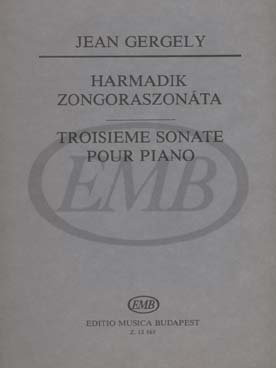 JEAN GERGELY
HARMADIK
ZONGORASZONÁTA
TROISIEME SONATE
POUR PIANO
EMB
EMB
EDITIO MUSICA BUDAPEST